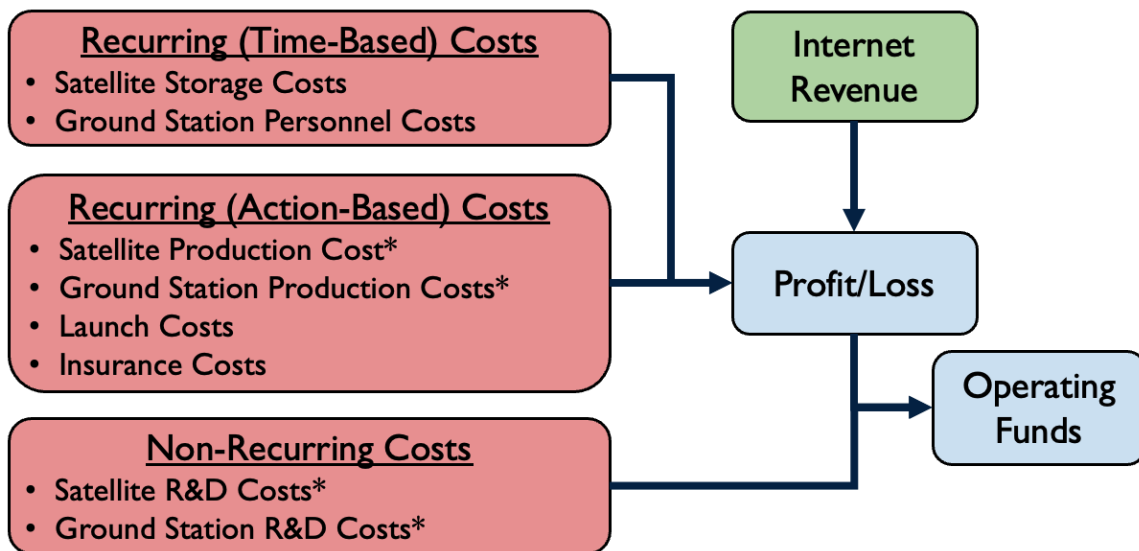 Recurring (Time-Based) Costs
• Satellite Storage Costs
• Ground Station Personnel Costs
Internet
Revenue
Recurring (Action-Based) Costs
• Satellite Production Cost*
• Ground Station Production Costs*
• Launch Costs
• Insurance Costs
Profit/Loss
Operating
Funds
Non-Recurring Costs
• Satellite R&D Costs*
• Ground Station R&D Costs*